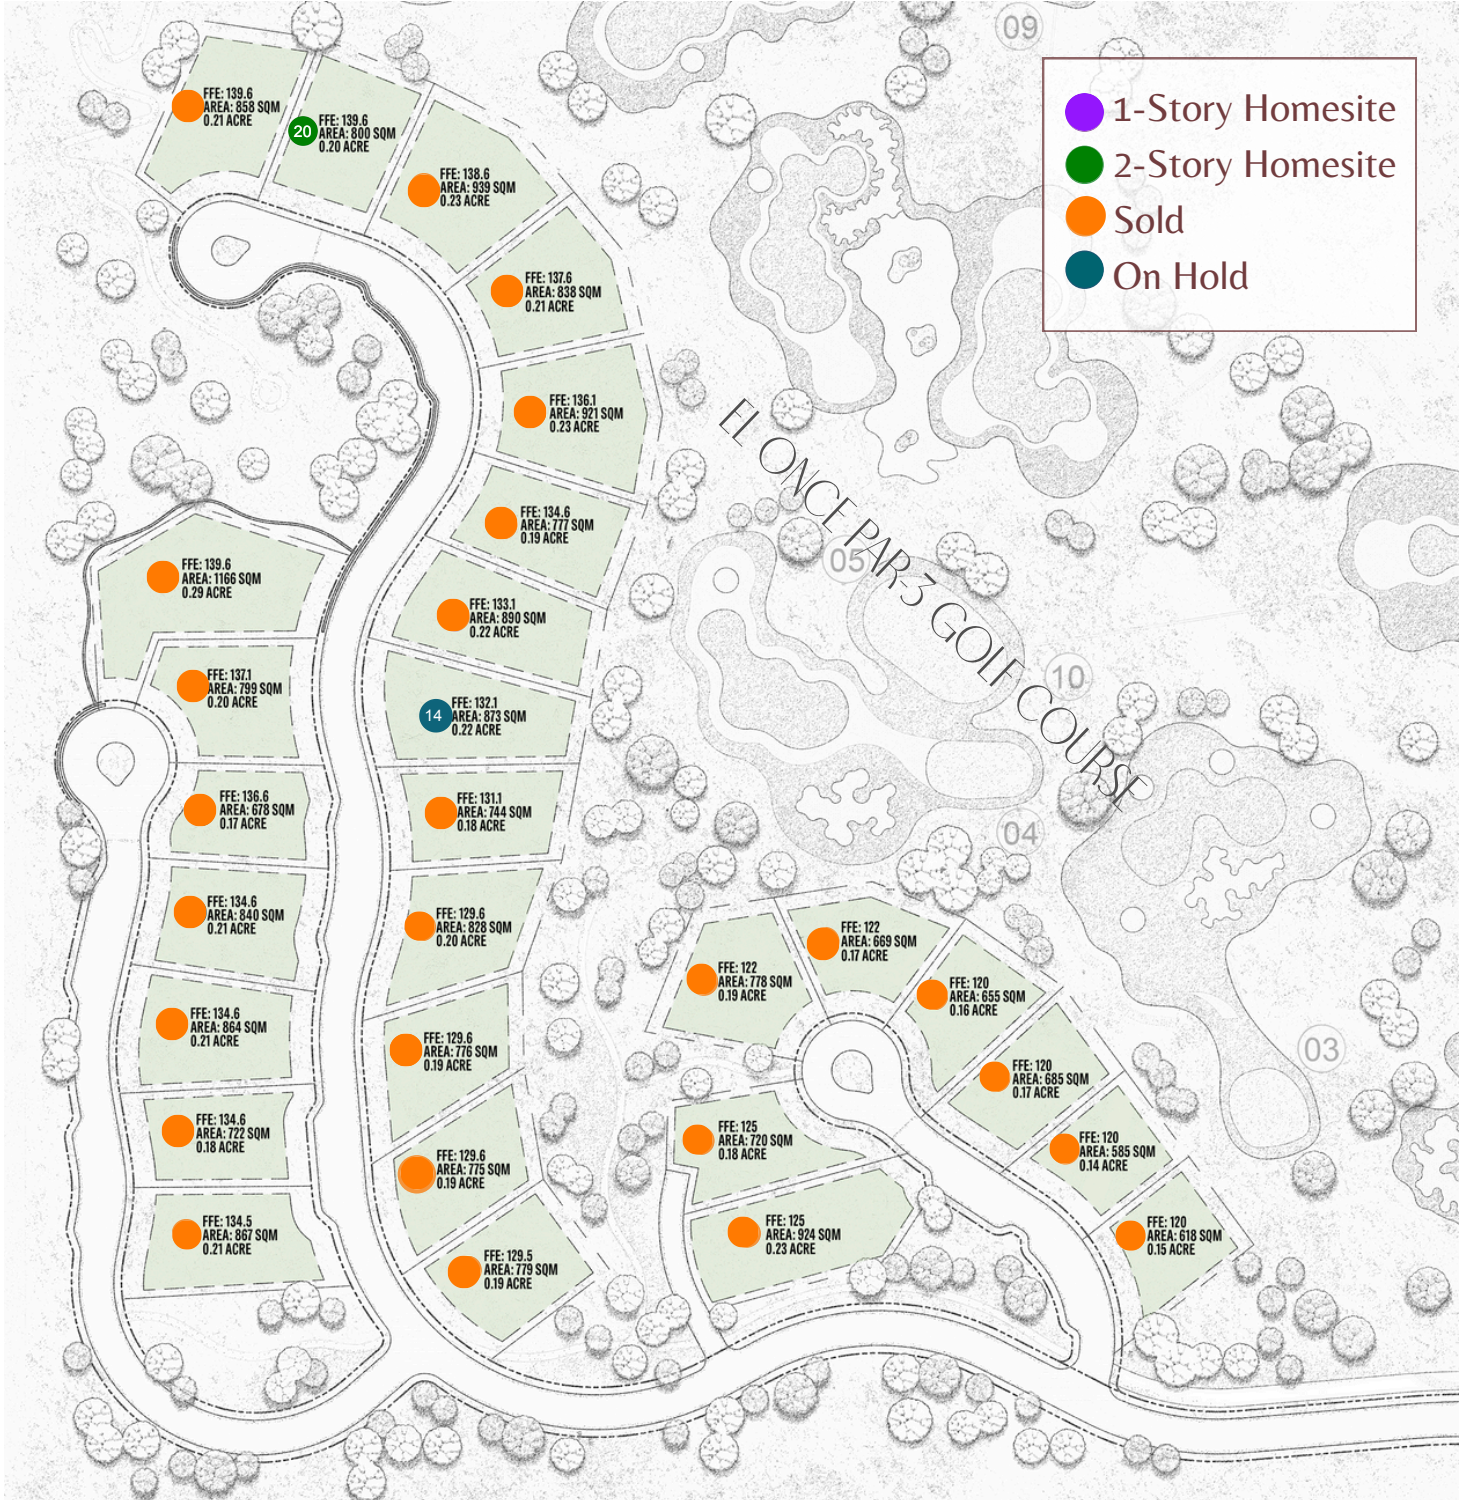 09
1-Story Homesite
2-Story Homesite
Sold
On Hold
FFE: 139.6
AREA: 858 SQM
0.21 ACRE
20
FFE: 139.6
AREA: 800 SQM
0.20 ACRE
FFE: 138.6
AREA: 939 SQM
0.23 ACRE
FFE: 137.6
AREA: 838 SQM
0.21 ACRE
FFE: 136.1
AREA: 921 SQM
0.23 ACRE
FFE: 134.6
AREA: 777 SQM
0.19 ACRE
EL ONCE PAR-3 GOLF COURSE
05
FFE: 139.6
AREA: 1166 SQM
0.29 ACRE
FFE: 133.1
AREA: 890 SQM
0.22 ACRE
10
FFE: 137.1
AREA: 799 SQM
0.20 ACRE
14
FFE: 132.1
AREA: 873 SQM
0.22 ACRE
FFE: 136.6
AREA: 678 SQM
0.17 ACRE
FFE: 131.1
AREA: 744 SQM
0.18 ACRE
04
FFE: 134.6
AREA: 840 SQM
0.21 ACRE
FFE: 129.6
AREA: 828 SQM
0.20 ACRE
FFE: 122
AREA: 669 SQM
0.17 ACRE
FFE: 122
AREA: 778 SQM
0.19 ACRE
FFE: 120
AREA: 655 SQM
0.16 ACRE
FFE: 134.6
AREA: 864 SQM
0.21 ACRE
FFE: 129.6
AREA: 776 SQM
0.19 ACRE
03
FFE: 120
AREA: 685 SQM
0.17 ACRE
FFE: 134.6
AREA: 722 SQM
0.18 ACRE
FFE: 125
AREA: 720 SQM
0.18 ACRE
FFE: 120
AREA: 585 SQM
0.14 ACRE
FFE: 129.6
AREA: 775 SQM
0.19 ACRE
FFE: 134.5
AREA: 867 SQM
0.21 ACRE
FFE: 125
AREA: 924 SQM
0.23 ACRE
FFE: 120
AREA: 618 SQM
0.15 ACRE
FFE: 129.5
AREA: 779 SQM
0.19 ACRE